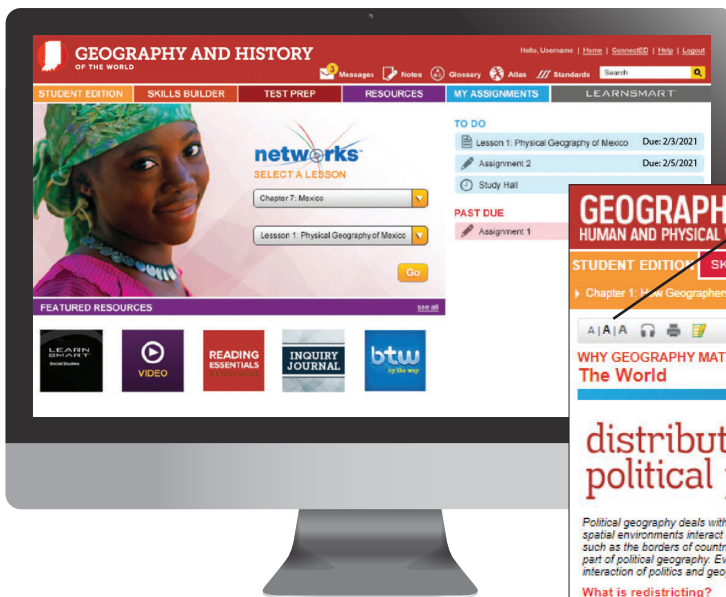 GEOGRAPHY AND HISTORY
OF THE WORLD
Hello, Username | Home | ConnectED | Help | Logout
3 Messages Notes Glossary Atlas Standards Search
STUDENT EDITION SKILLS BUILDER TEST PREP RESOURCES MY ASSIGNMENTS LEARNSMART
networks
SELECT A LESSON
Chapter 7: Mexico
Lessson 1: Physical Geography of Mexico
Go
TO DO
Lesson 1: Physical Geography of Mexico Due: 2/3/2021
Assignment 2 Due: 2/5/2021
Study Hall
PAST DUE
Assignment 1
FEATURED RESOURCES see all
LEARN
SMART
Social Studies
VIDEO
READING
ESSENTIALS
INQUIRY
JOURNAL
btw
by the way
GEOGRAPH
HUMAN AND PHYSICAL
STUDENT EDITION SK
Chapter 1: How Geographers
A|A|A
WHY GEOGRAPHY MAT
The World
distribut
political
Political geography deals with
spatial environments interact
such as the borders of countr
part of political geography. Ev
interaction of politics and geo
What is redistricting?